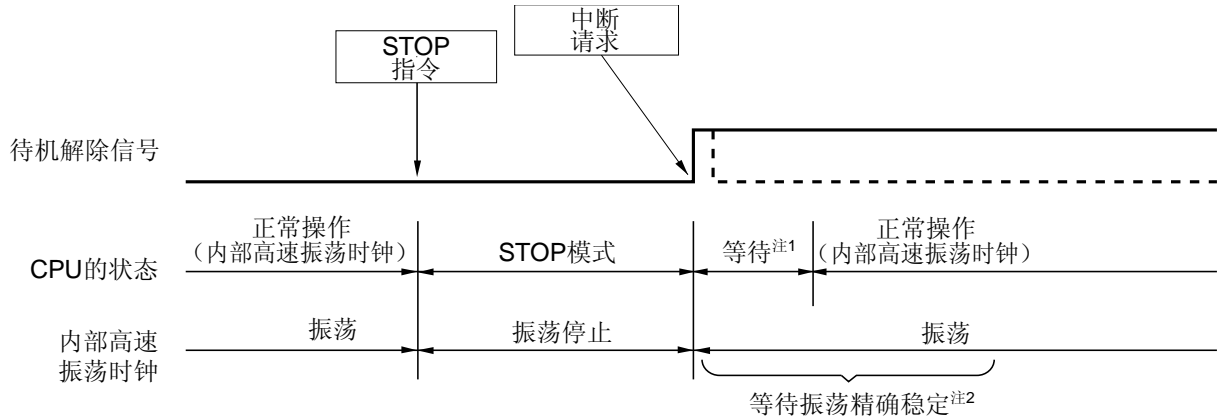 中断
请求
STOP
指令
待机解除信号
正常操作
（内部高速振荡时钟）
STOP模式
等待注1
正常操作
（内部高速振荡时钟）
CPU的状态
振荡
振荡停止
振荡
内部高速
振荡时钟
等待振荡精确稳定注2